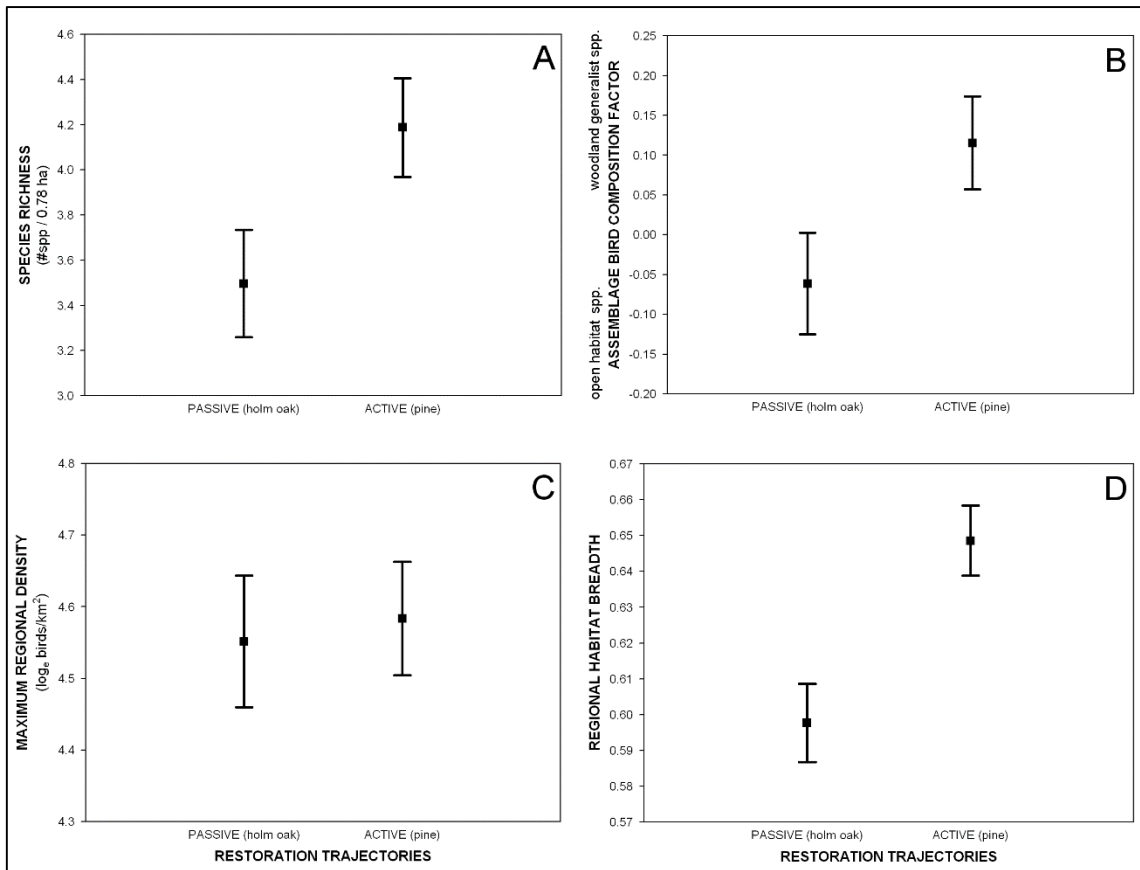 A
SPECIES RICHNESS
(#spp / 0.78 ha)
4.6
4.4
4.2
4.0
3.8
3.6
3.4
3.2
3.0
PASSIVE (holm oak) ACTIVE (pine)
B
open habitat spp. woodland generalist spp.
ASSEMBLAGE BIRD COMPOSITION FACTOR
0.25
0.20
0.15
0.10
0.05
0.00
-0.05
-0.10
-0.15
-0.20
PASSIVE (holm oak) ACTIVE (pine)
C
MAXIMUM REGIONAL DENSITY
(logₑ birds/km²)
4.8
4.7
4.6
4.5
4.4
4.3
PASSIVE (holm oak) ACTIVE (pine)
RESTORATION TRAJECTORIES
D
REGIONAL HABITAT BREADTH
0.67
0.66
0.65
0.64
0.63
0.62
0.61
0.60
0.59
0.58
0.57
PASSIVE (holm oak) ACTIVE (pine)
RESTORATION TRAJECTORIES